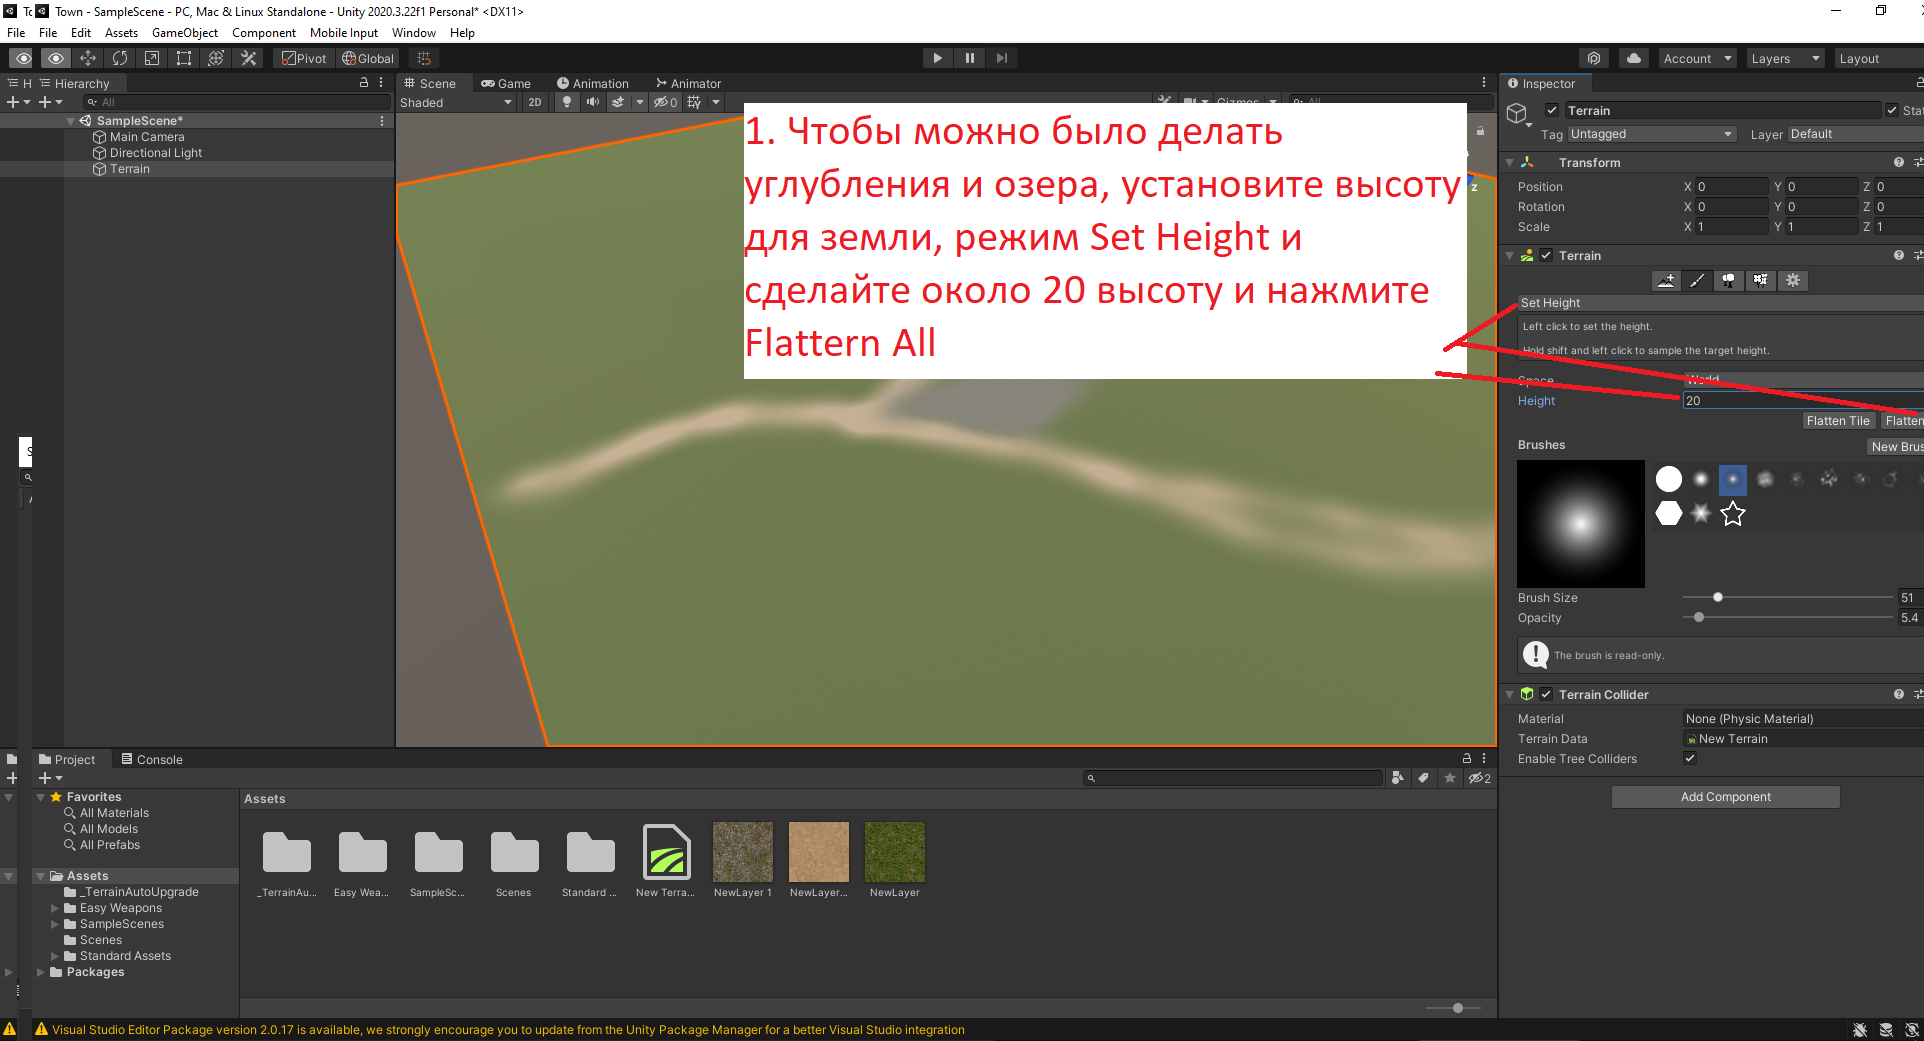 Town - SampleScene - PC, Mac & Linux Standalone - Unity 2020.3.22f1 Personal* <DX11>
File File Edit Assets GameObject Component Mobile Input Window Help
Pivot Global Account Layers Layout
H Hierarchy
All
SampleScene*
Main Camera
Directional Light
Terrain
Scene Game Animation Animator
Shaded 2D 0 Gizmos All
1. Чтобы можно было делать
углубления и озера, установите высоту
для земли, режим Set Height и
сделайте около 20 высоту и нажмите
Flattern All
z
Inspector
Terrain
Tag Untagged Layer Default
Transform
Position X 0 Y 0 Z 0
Rotation X 0 Y 0 Z 0
Scale X 1 Y 1 Z 1
Terrain
Set Height
Left click to set the height.
Hold shift and left click to sample the target height.
Space World
Height 20
Flatten Tile Flatten
Brushes
New Brus
Brush Size 51
Opacity 5.4
The brush is read-only.
Terrain Collider
Material None (Physic Material)
Terrain Data New Terrain
Enable Tree Colliders
Add Component
Project Console
2
Favorites
All Materials
All Models
All Prefabs
Assets
_TerrainAutoUpgrade
Easy Weapons
SampleScenes
Scenes
Standard Assets
Packages
Assets
_TerrainAu... Easy Wea... SampleSc... Scenes Standard ... New Terra... NewLayer 1 NewLayer... NewLayer
Visual Studio Editor Package version 2.0.17 is available, we strongly encourage you to update from the Unity Package Manager for a better Visual Studio integration